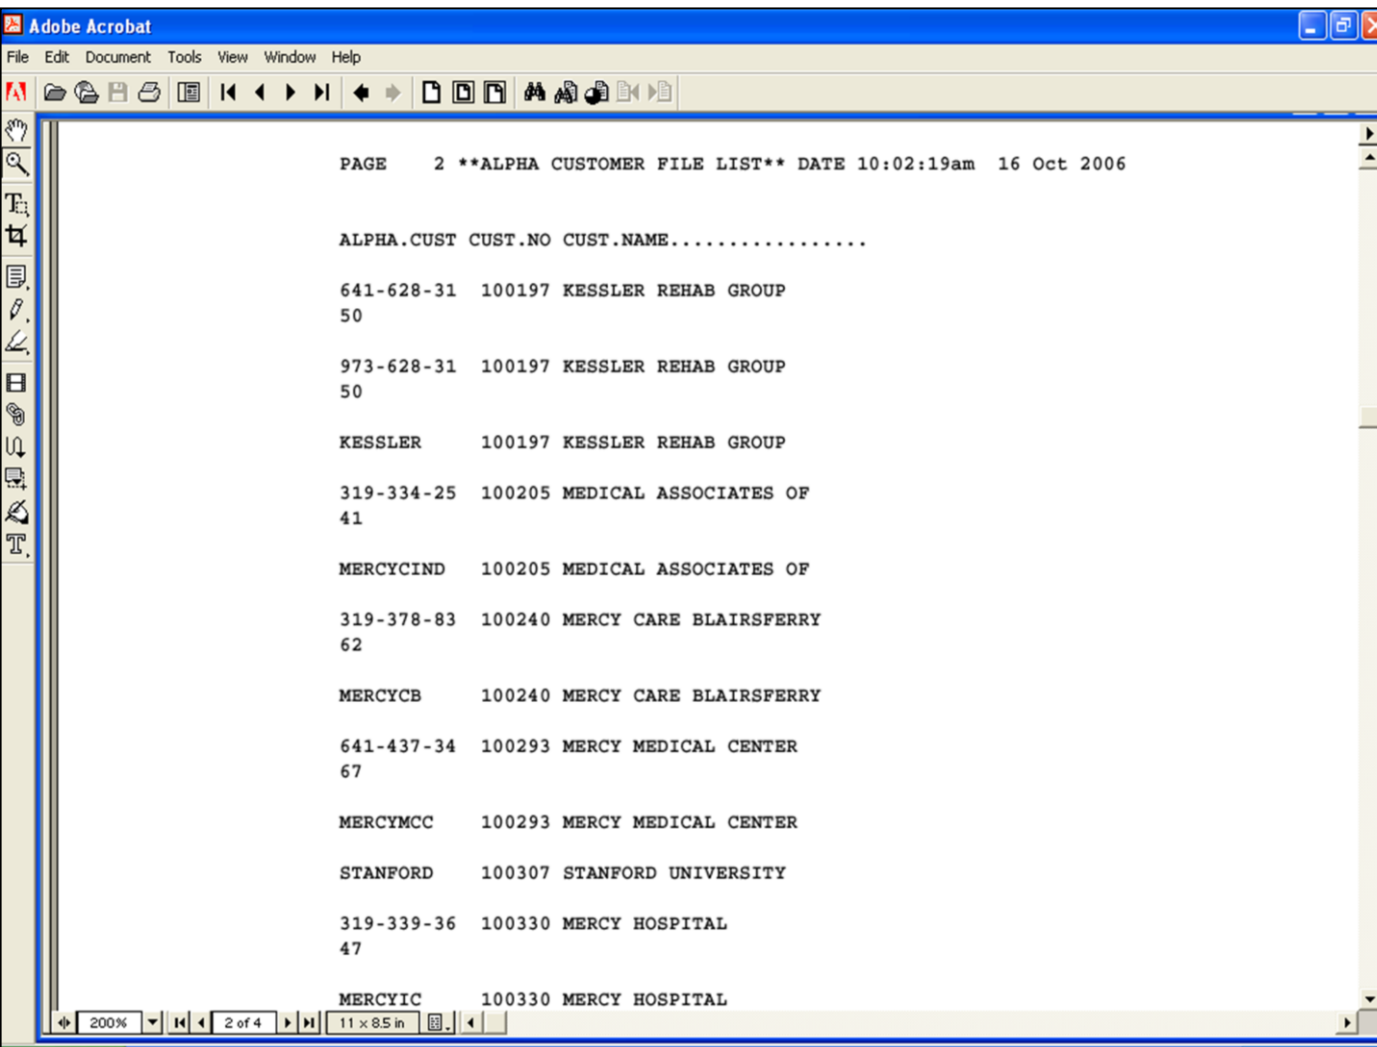 Adobe Acrobat
File Edit Document Tools View Window Help
PAGE 2 **ALPHA CUSTOMER FILE LIST** DATE 10:02:19am 16 Oct 2006
ALPHA.CUST CUST.NO CUST.NAME.................
641-628-31 100197 KESSLER REHAB GROUP
50
973-628-31 100197 KESSLER REHAB GROUP
50
KESSLER 100197 KESSLER REHAB GROUP
319-334-25 100205 MEDICAL ASSOCIATES OF
41
MERCYCIND 100205 MEDICAL ASSOCIATES OF
319-378-83 100240 MERCY CARE BLAIRSFERRY
62
MERCYCB 100240 MERCY CARE BLAIRSFERRY
641-437-34 100293 MERCY MEDICAL CENTER
67
MERCYMCC 100293 MERCY MEDICAL CENTER
STANFORD 100307 STANFORD UNIVERSITY
319-339-36 100330 MERCY HOSPITAL
47
MERCYIC 100330 MERCY HOSPITAL
200% 2 of 4 11 x 8.5 in